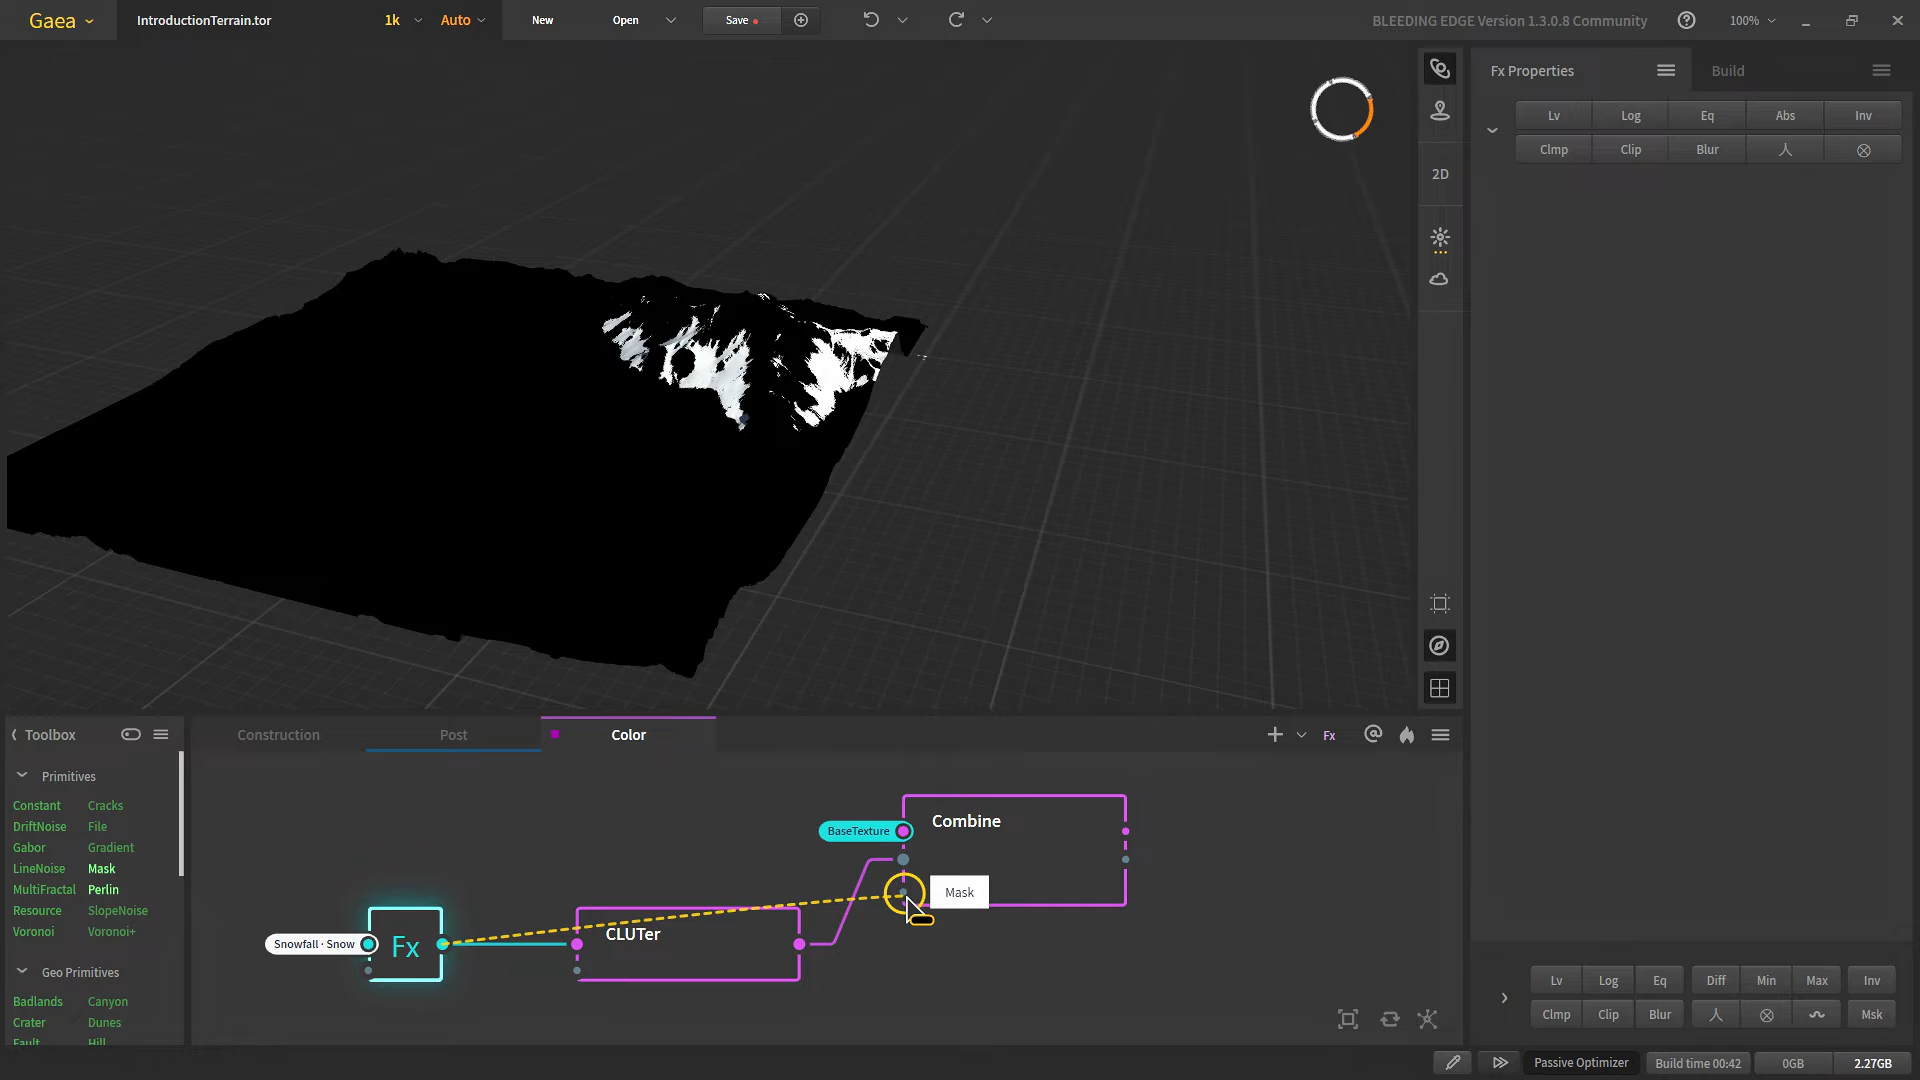 Gaea
IntroductionTerrain.tor
1k
Auto
New
Open
Save
BLEEDING EDGE Version 1.3.0.8 Community
100%
Fx Properties
Build
Lv Log Eq Abs Inv
Clmp Clip Blur
2D
Toolbox
Construction
Post
Color
Fx
Primitives
Constant Cracks
DriftNoise File
Gabor Gradient
LineNoise Mask
MultiFractal Perlin
Resource SlopeNoise
Voronoi Voronoi+
Geo Primitives
Badlands Canyon
Crater Dunes
Fault Hill
Combine
BaseTexture
Mask
CLUTer
Snowfall · Snow
Fx
Lv Log Eq Diff Min Max Inv
Clmp Clip Blur Msk
Passive Optimizer
Build time 00:42
0GB
2.27GB